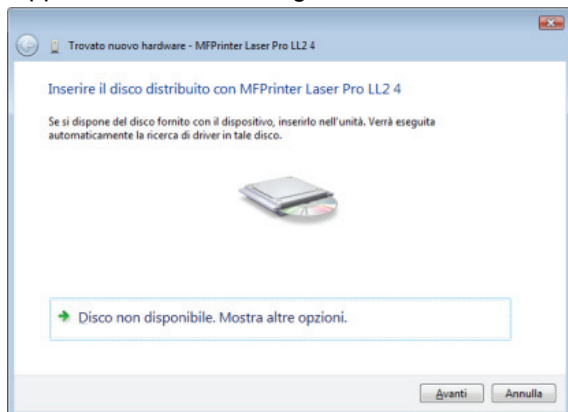 Trovato nuovo hardware - MFPrinter Laser Pro LL2 4
Inserire il disco distribuito con MFPrinter Laser Pro LL2 4
Se si dispone del disco fornito con il dispositivo, inserirlo nell'unità. Verrà eseguita
automaticamente la ricerca di driver in tale disco.
Disco non disponibile. Mostra altre opzioni.
Avanti Annulla